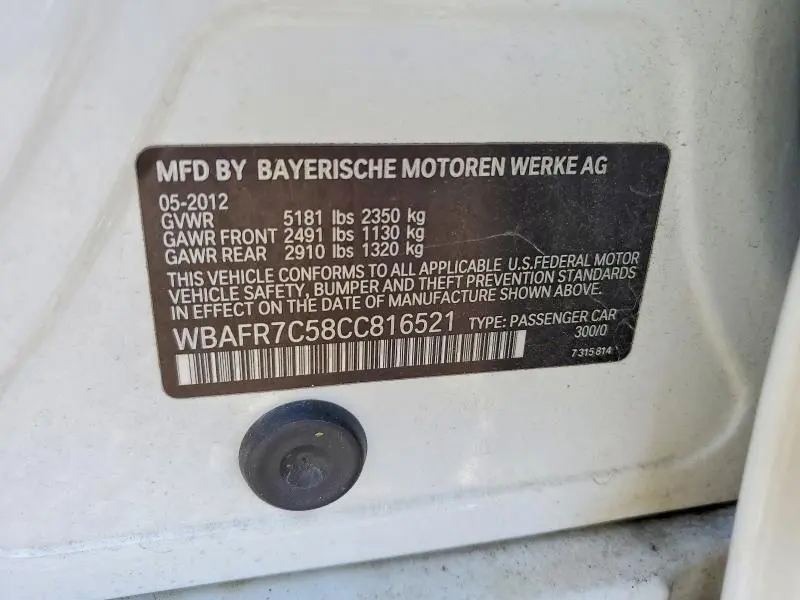 MFD BY BAYERISCHE MOTOREN WERKE AG
05-2012
GVWR 5181 lbs 2350 kg
GAWR FRONT 2491 lbs 1130 kg
GAWR REAR 2910 lbs 1320 kg
THIS VEHICLE CONFORMS TO ALL APPLICABLE U.S.FEDERAL MOTOR
VEHICLE SAFETY, BUMPER AND THEFT PREVENTION STANDARDS
IN EFFECT ON THE DATE OF MANUFACTURE SHOWN ABOVE.
WBAFR7C58CC816521 TYPE: PASSENGER CAR
300/0
7 315 814